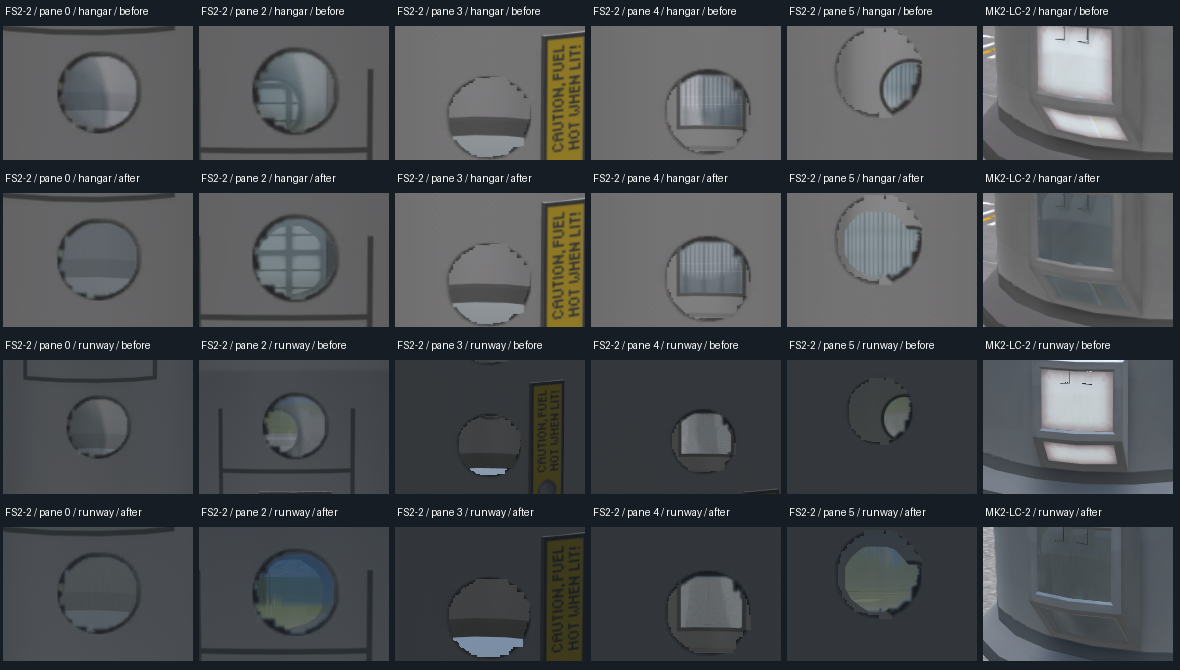 FS2-2 / pane 0 / hangar / before
FS2-2 / pane 2 / hangar / before
FS2-2 / pane 3 / hangar / before
FS2-2 / pane 4 / hangar / before
FS2-2 / pane 5 / hangar / before
MK2-LC-2 / hangar / before
CAUTION, FUEL
HOT WHEN LIT!
FS2-2 / pane 0 / hangar / after
FS2-2 / pane 2 / hangar / after
FS2-2 / pane 3 / hangar / after
FS2-2 / pane 4 / hangar / after
FS2-2 / pane 5 / hangar / after
MK2-LC-2 / hangar / after
CAUTION, FUEL
HOT WHEN LIT!
FS2-2 / pane 0 / runway / before
FS2-2 / pane 2 / runway / before
FS2-2 / pane 3 / runway / before
FS2-2 / pane 4 / runway / before
FS2-2 / pane 5 / runway / before
MK2-LC-2 / runway / before
CAUTION, FUEL
HOT WHEN LIT!
FS2-2 / pane 0 / runway / after
FS2-2 / pane 2 / runway / after
FS2-2 / pane 3 / runway / after
FS2-2 / pane 4 / runway / after
FS2-2 / pane 5 / runway / after
MK2-LC-2 / runway / after
CAUTION, FUEL
HOT WHEN LIT!